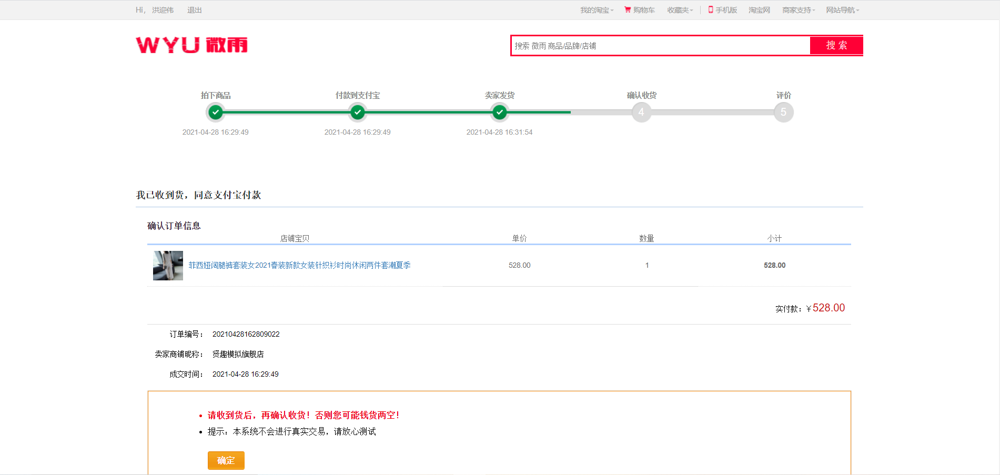 Hi， 洪迎伟 退出 我的淘宝 购物车 收藏夹 手机版 淘宝网 商家支持 网站导航
WYU 微雨
搜索 微雨 商品/品牌/店铺 搜 索
拍下商品 付款到支付宝 卖家发货 确认收货 评价
4 5
2021-04-28 16:29:49 2021-04-28 16:29:49 2021-04-28 16:31:54
我已收到货，同意支付宝付款
确认订单信息
店铺宝贝 单价 数量 小计
菲西娅阔腿裤套装女2021春装新款女装针织衫时尚休闲两件套潮夏季 528.00 1 528.00
实付款：￥528.00
订单编号： 20210428162809022
卖家商铺昵称： 贤趣模拟旗舰店
成交时间： 2021-04-28 16:29:49
请收到货后，再确认收货！否则您可能钱货两空！
提示：本系统不会进行真实交易，请放心测试
确定